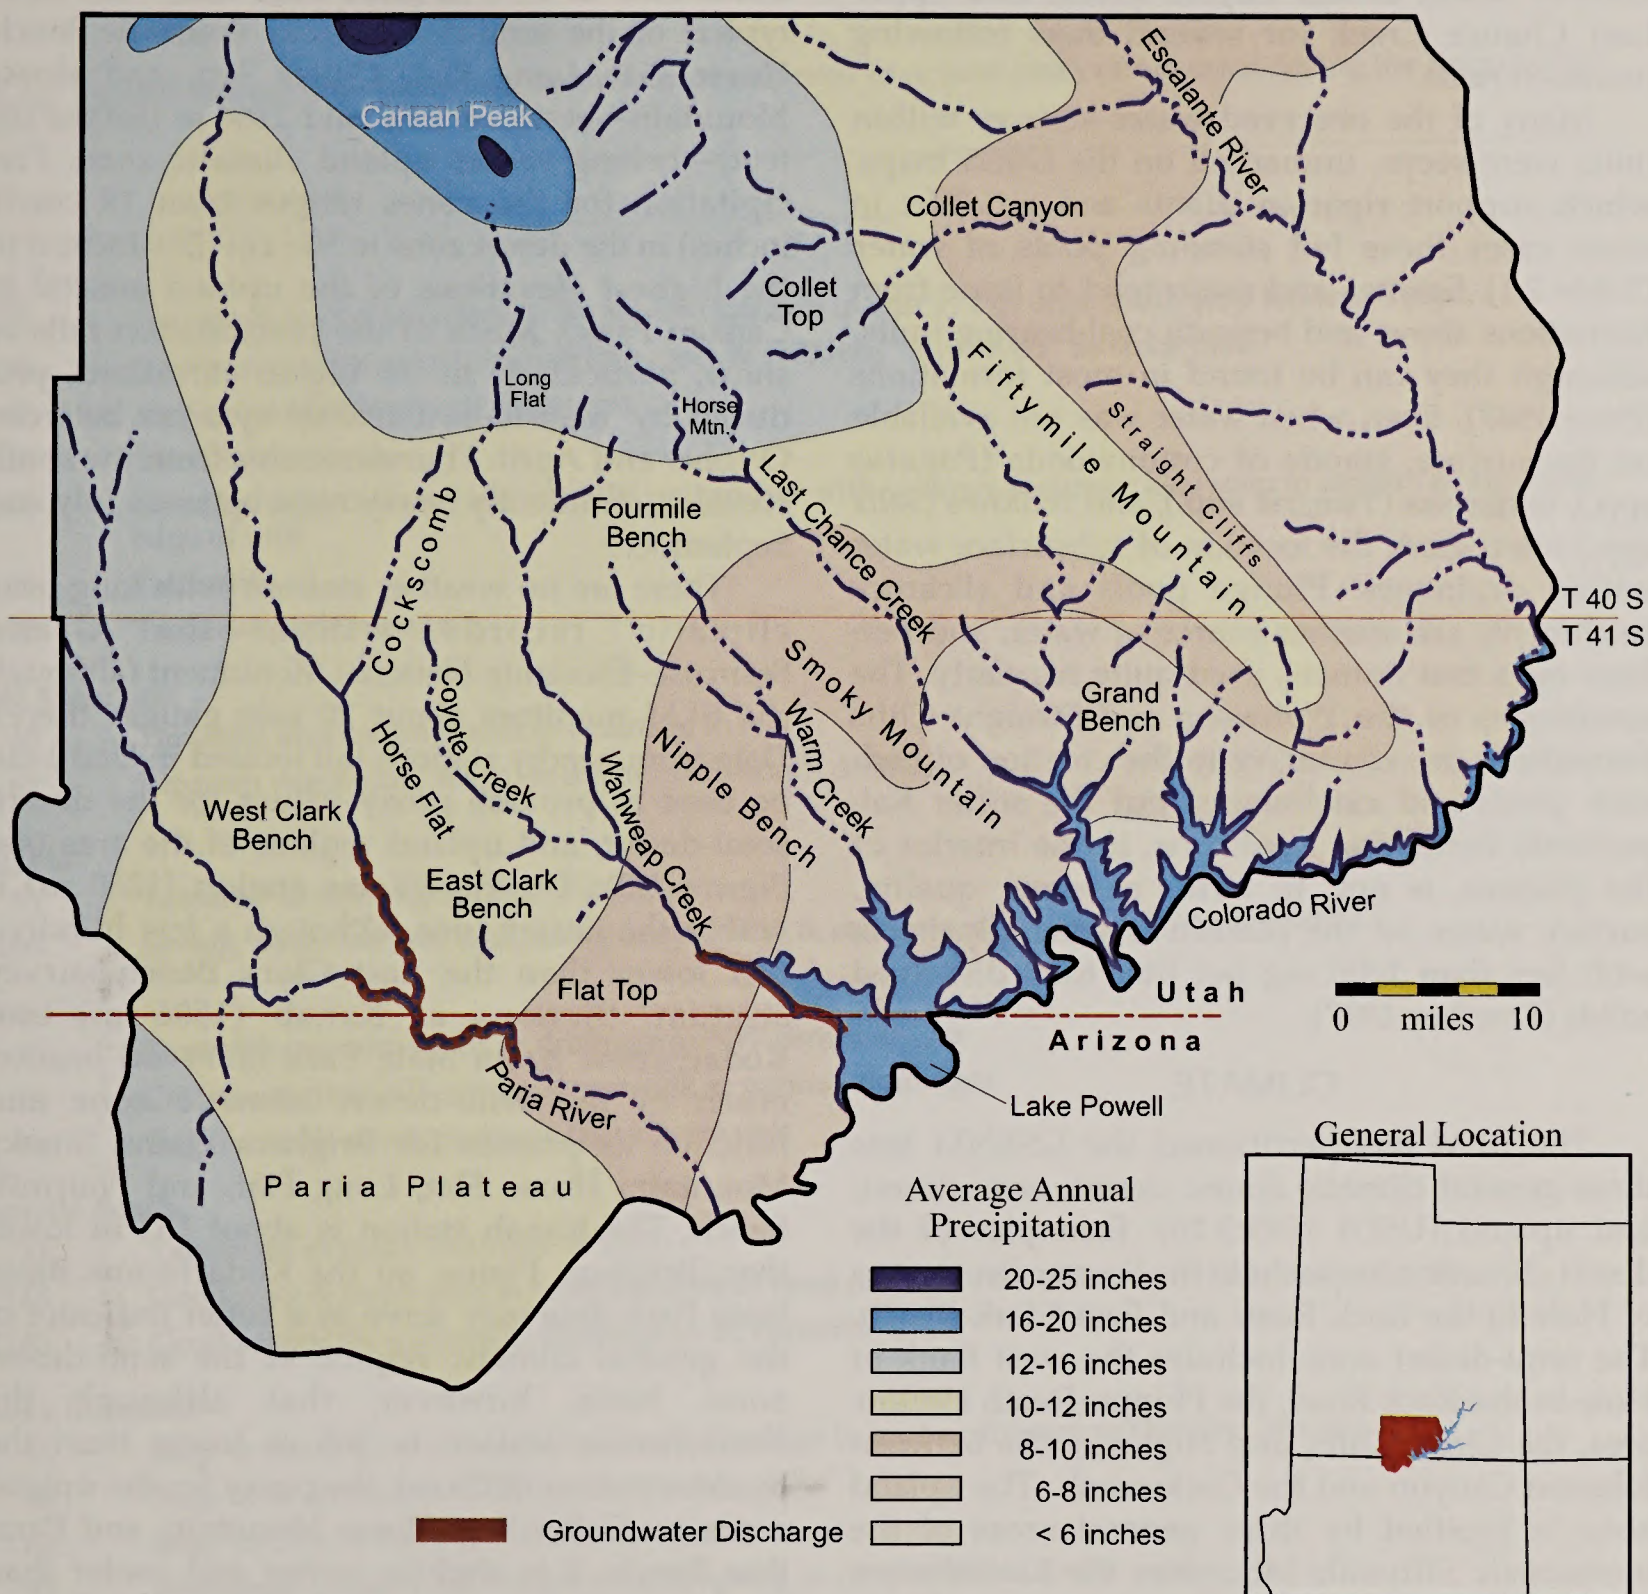 Escalante River
Canaan Peak
Collet Canyon
Collet
Top
Long
Flat
Horse
Mtn.
Fiftymile Mountain
Straight Cliffs
Cockscomb
Fourmile
Bench
Last Chance Creek
T 40 S
T 41 S
Coyote Creek
Smoky Mountain
Grand
Bench
Horse Flat
Wahweap Creek
Nipple Bench
Warm Creek
West Clark
Bench
East Clark
Bench
Colorado River
Flat Top
Utah
Arizona
0 miles 10
Paria River
Lake Powell
Paria Plateau
General Location
Average Annual
Precipitation
20-25 inches
16-20 inches
12-16 inches
10-12 inches
8-10 inches
6-8 inches
< 6 inches
Groundwater Discharge